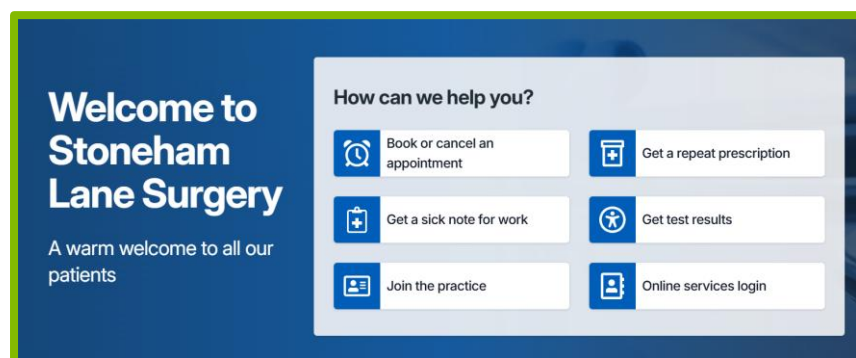 Welcome to
Stoneham
Lane Surgery
A warm welcome to all our
patients
How can we help you?
Book or cancel an
appointment
Get a repeat prescription
Get a sick note for work
Get test results
Join the practice
Online services login